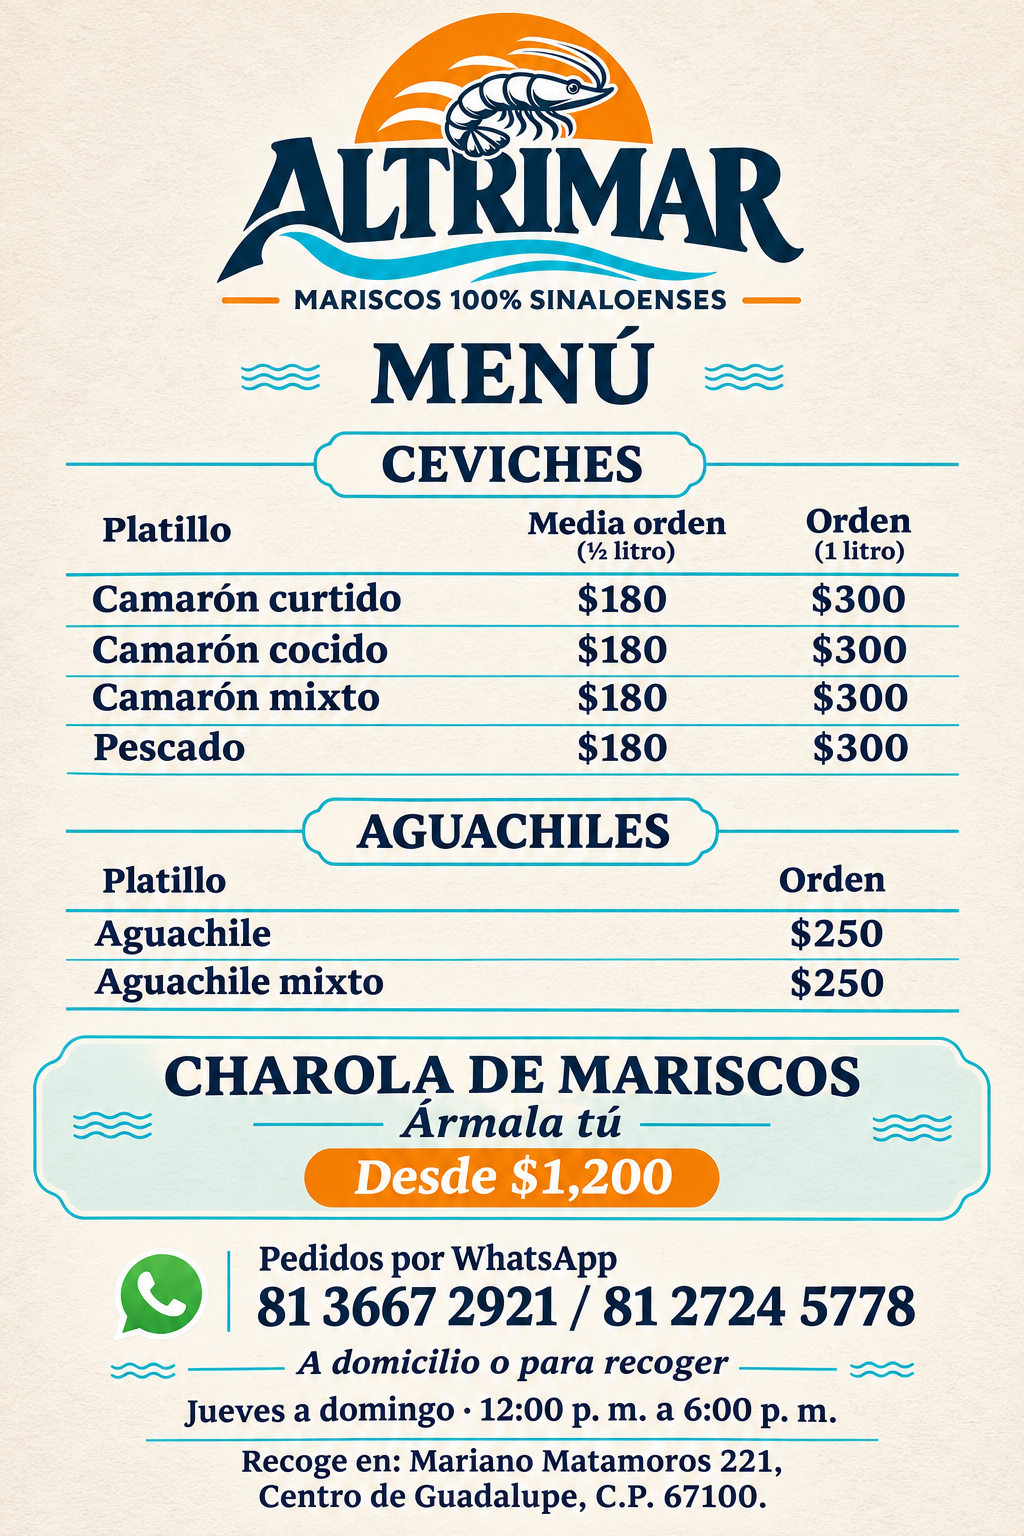 ALTRIMAR
MARISCOS 100% SINALOENSES
MENÚ
CEVICHES
Platillo Media orden (½ litro) Orden (1 litro)
Camarón curtido $180 $300
Camarón cocido $180 $300
Camarón mixto $180 $300
Pescado $180 $300
AGUACHILES
Platillo Orden
Aguachile $250
Aguachile mixto $250
CHAROLA DE MARISCOS
Ármala tú
Desde $1,200
Pedidos por WhatsApp
81 3667 2921 / 81 2724 5778
A domicilio o para recoger
Jueves a domingo · 12:00 p. m. a 6:00 p. m.
Recoge en: Mariano Matamoros 221,
Centro de Guadalupe, C.P. 67100.